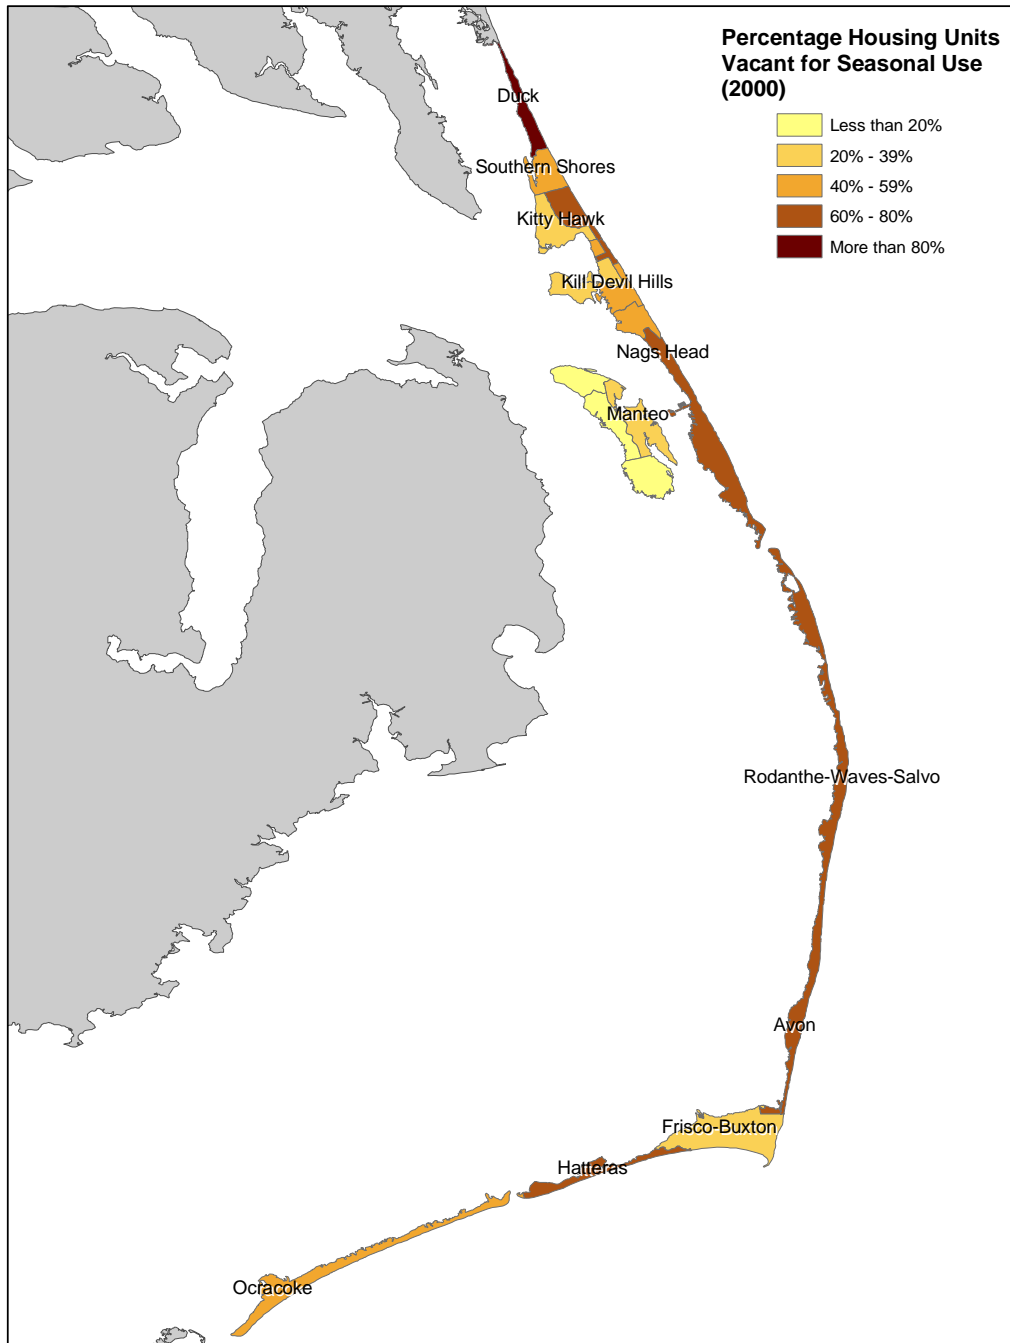 Percentage Housing Units
Vacant for Seasonal Use
(2000)
Less than 20%
20% - 39%
40% - 59%
60% - 80%
More than 80%
Duck
Southern Shores
Kitty Hawk
Kill Devil Hills
Nags Head
Manteo
Rodanthe-Waves-Salvo
Avon
Frisco-Buxton
Hatteras
Ocracoke